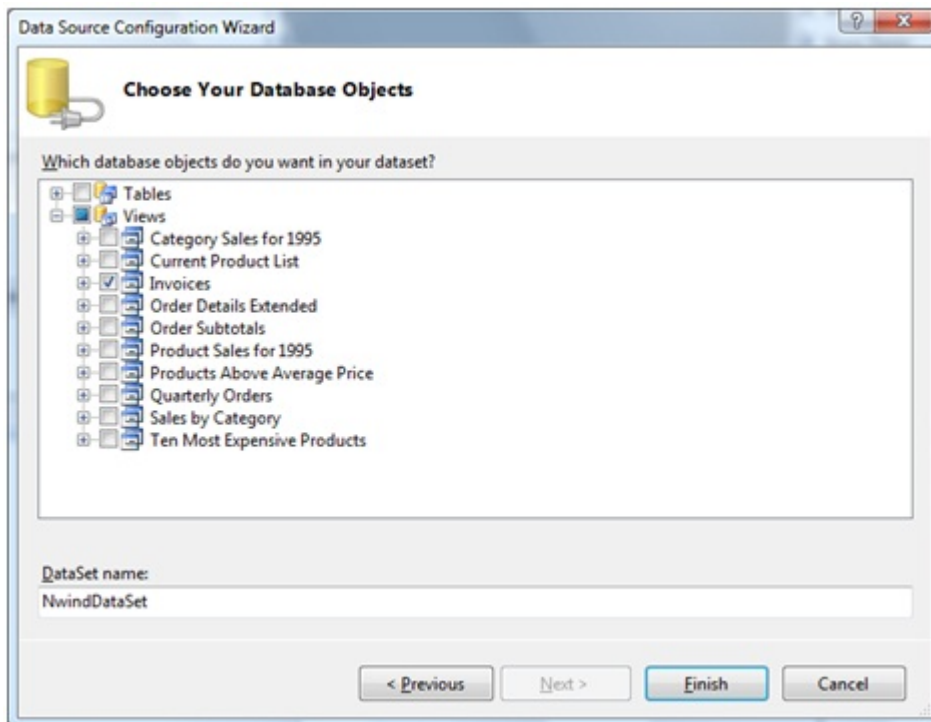 Data Source Configuration Wizard
Choose Your Database Objects
Which database objects do you want in your dataset?
Tables
Views
Category Sales for 1995
Current Product List
Invoices
Order Details Extended
Order Subtotals
Product Sales for 1995
Products Above Average Price
Quarterly Orders
Sales by Category
Ten Most Expensive Products
DataSet name:
NwindDataSet
< Previous
Next >
Finish
Cancel